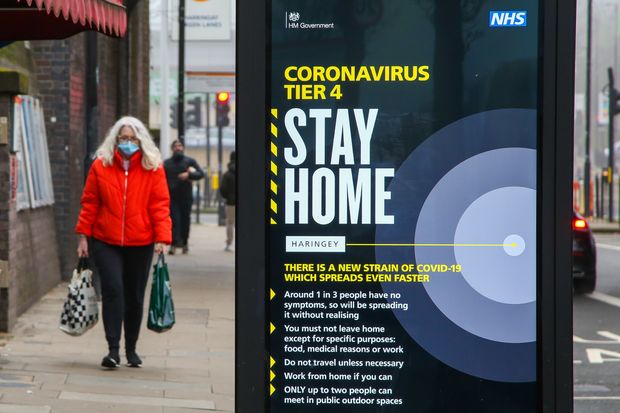 HARRINGAY
GREEN LANES
HM Government
NHS
CORONAVIRUS
TIER 4
STAY
HOME
HARINGEY
THERE IS A NEW STRAIN OF COVID-19
WHICH SPREADS EVEN FASTER
Around 1 in 3 people have no
symptoms, so will be spreading
it without realising
You must not leave home
except for specific purposes:
food, medical reasons or work
Do not travel unless necessary
Work from home if you can
ONLY up to two people can
meet in public outdoor spaces